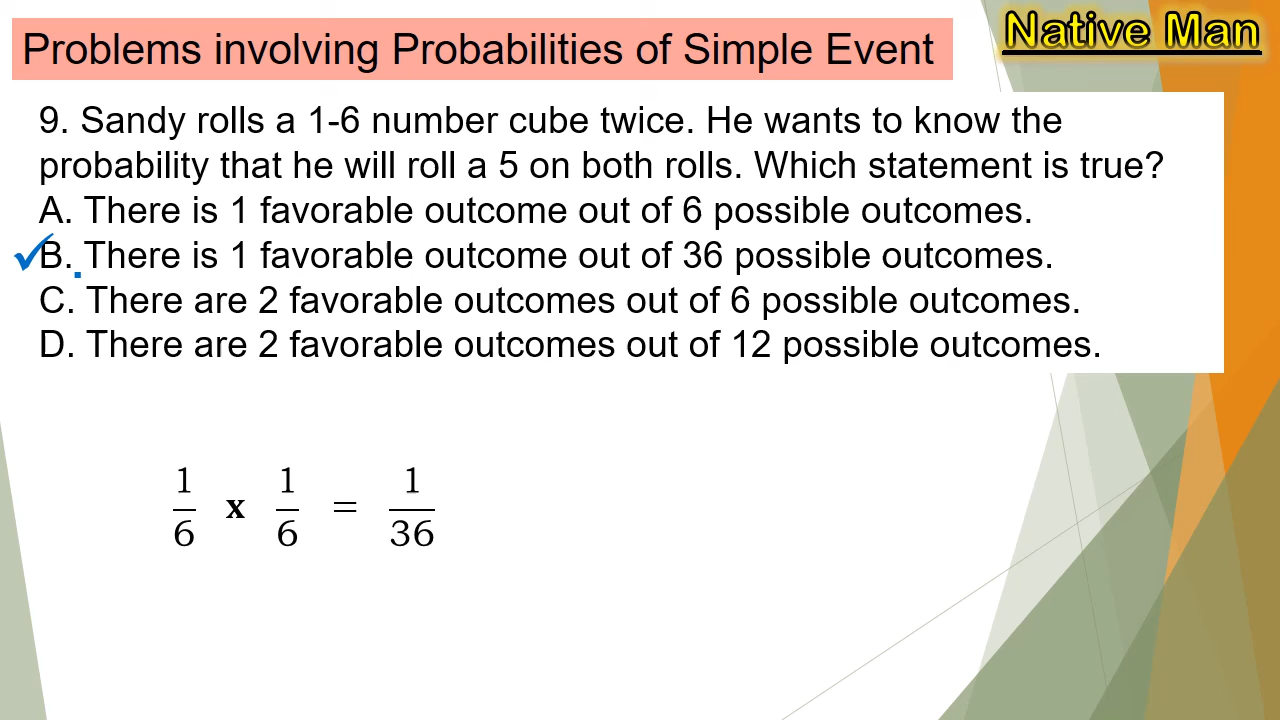 Native Man
Problems involving Probabilities of Simple Event
9. Sandy rolls a 1-6 number cube twice. He wants to know the
probability that he will roll a 5 on both rolls. Which statement is true?
A. There is 1 favorable outcome out of 6 possible outcomes.
✓B. There is 1 favorable outcome out of 36 possible outcomes.
C. There are 2 favorable outcomes out of 6 possible outcomes.
D. There are 2 favorable outcomes out of 12 possible outcomes.
1/6 x 1/6 = 1/36